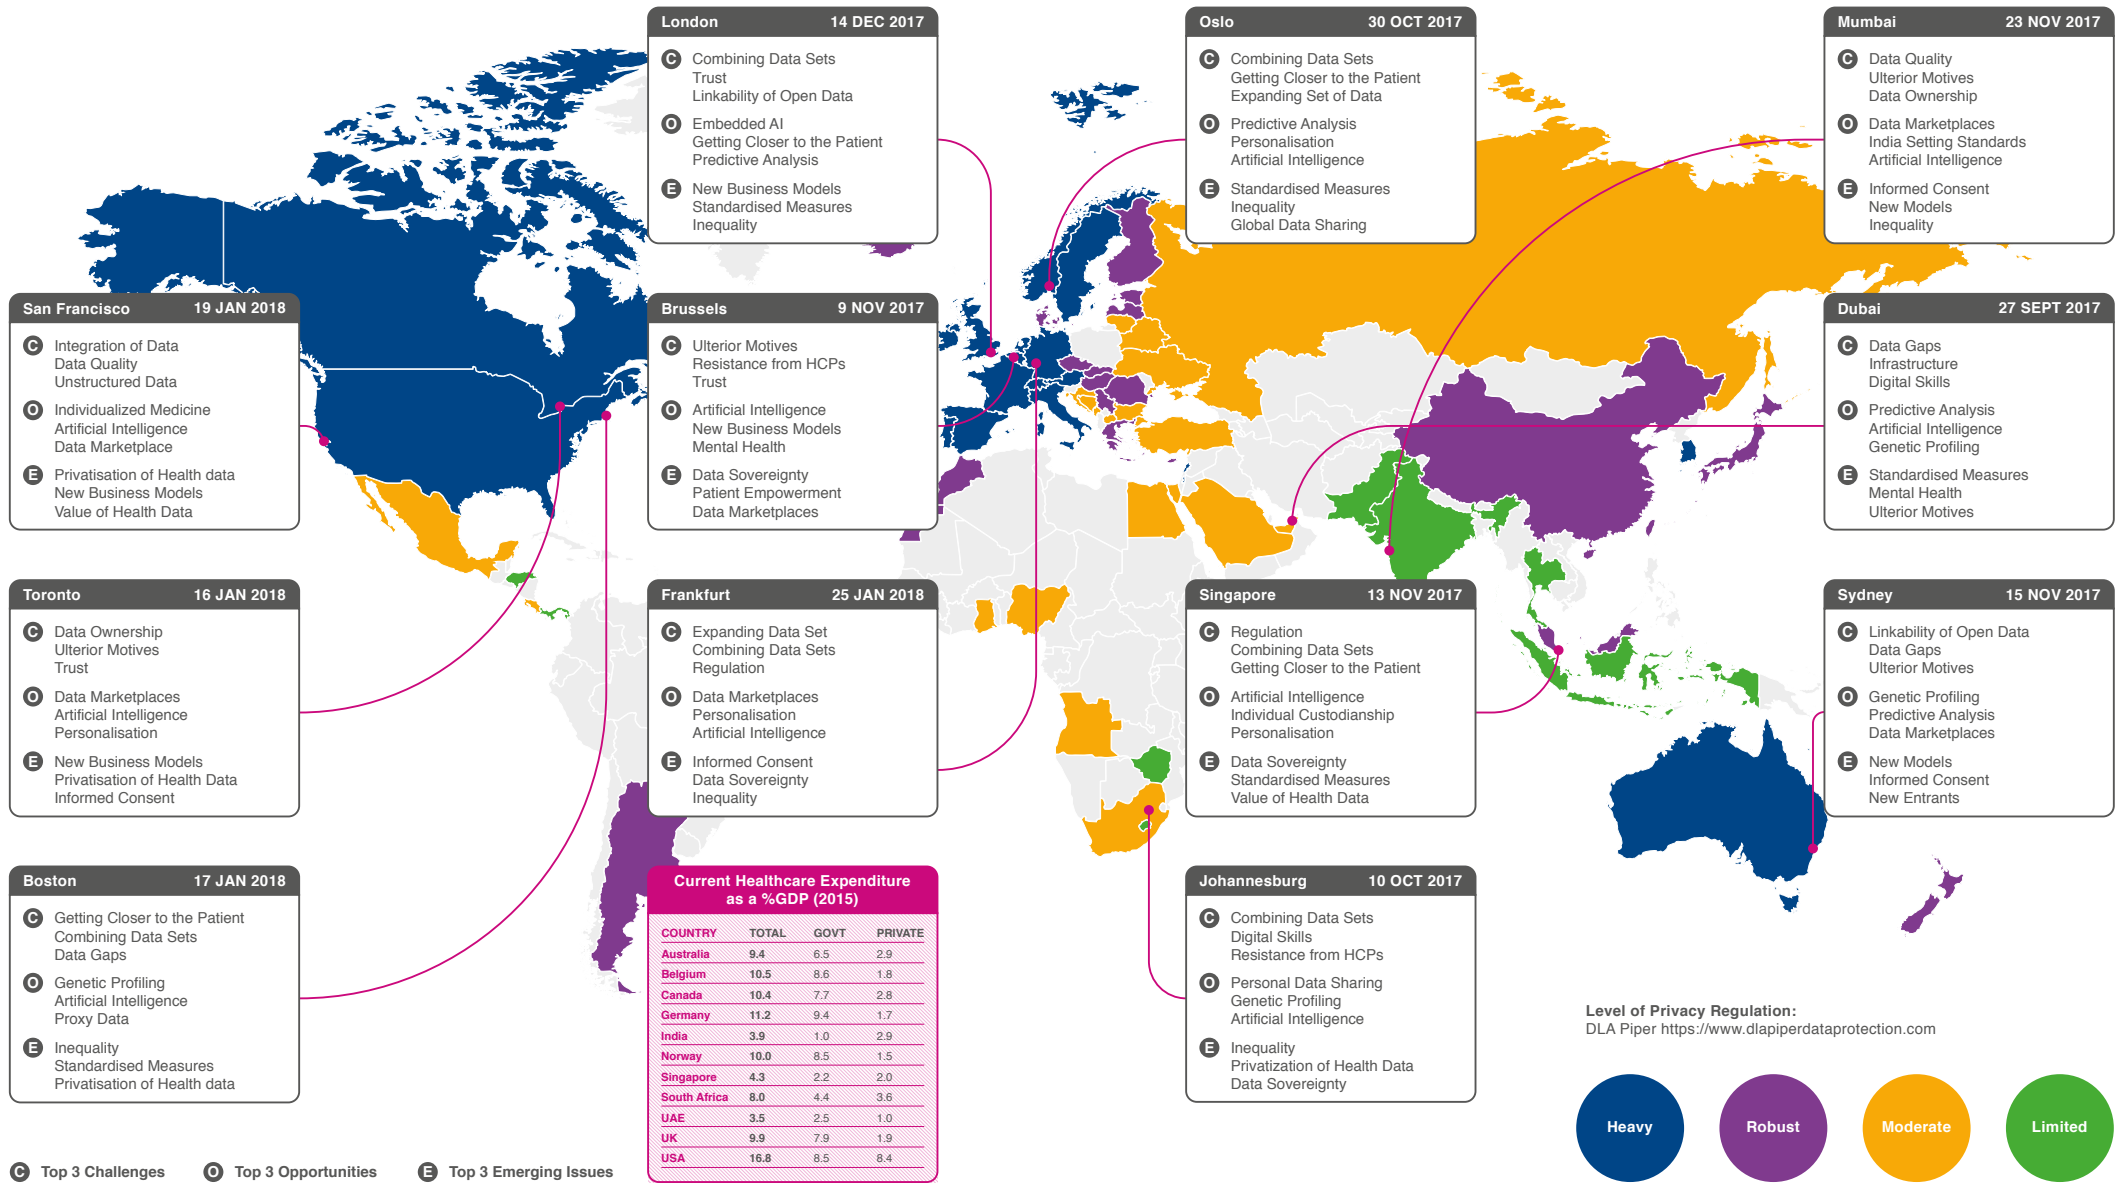 London 14 DEC 2017
C Combining Data Sets
Trust
Linkability of Open Data
O Embedded AI
Getting Closer to the Patient
Predictive Analysis
E New Business Models
Standardised Measures
Inequality
Oslo 30 OCT 2017
C Combining Data Sets
Getting Closer to the Patient
Expanding Set of Data
O Predictive Analysis
Personalisation
Artificial Intelligence
E Standardised Measures
Inequality
Global Data Sharing
Mumbai 23 NOV 2017
C Data Quality
Ulterior Motives
Data Ownership
O Data Marketplaces
India Setting Standards
Artificial Intelligence
E Informed Consent
New Models
Inequality
San Francisco 19 JAN 2018
C Integration of Data
Data Quality
Unstructured Data
O Individualized Medicine
Artificial Intelligence
Data Marketplace
E Privatisation of Health data
New Business Models
Value of Health Data
Brussels 9 NOV 2017
C Ulterior Motives
Resistance from HCPs
Trust
O Artificial Intelligence
New Business Models
Mental Health
E Data Sovereignty
Patient Empowerment
Data Marketplaces
Dubai 27 SEPT 2017
C Data Gaps
Infrastructure
Digital Skills
O Predictive Analysis
Artificial Intelligence
Genetic Profiling
E Standardised Measures
Mental Health
Ulterior Motives
Toronto 16 JAN 2018
C Data Ownership
Ulterior Motives
Trust
O Data Marketplaces
Artificial Intelligence
Personalisation
E New Business Models
Privatisation of Health Data
Informed Consent
Frankfurt 25 JAN 2018
C Expanding Data Set
Combining Data Sets
Regulation
O Data Marketplaces
Personalisation
Artificial Intelligence
E Informed Consent
Data Sovereignty
Inequality
Singapore 13 NOV 2017
C Regulation
Combining Data Sets
Getting Closer to the Patient
O Artificial Intelligence
Individual Custodianship
Personalisation
E Data Sovereignty
Standardised Measures
Value of Health Data
Sydney 15 NOV 2017
C Linkability of Open Data
Data Gaps
Ulterior Motives
O Genetic Profiling
Predictive Analysis
Data Marketplaces
E New Models
Informed Consent
New Entrants
Boston 17 JAN 2018
C Getting Closer to the Patient
Combining Data Sets
Data Gaps
O Genetic Profiling
Artificial Intelligence
Proxy Data
E Inequality
Standardised Measures
Privatisation of Health data
Current Healthcare Expenditure
as a %GDP (2015)
COUNTRY TOTAL GOVT PRIVATE
Australia 9.4 6.5 2.9
Belgium 10.5 8.6 1.8
Canada 10.4 7.7 2.8
Germany 11.2 9.4 1.7
India 3.9 1.0 2.9
Norway 10.0 8.5 1.5
Singapore 4.3 2.2 2.0
South Africa 8.0 4.4 3.6
UAE 3.5 2.5 1.0
UK 9.9 7.9 1.9
USA 16.8 8.5 8.4
Johannesburg 10 OCT 2017
C Combining Data Sets
Digital Skills
Resistance from HCPs
O Personal Data Sharing
Genetic Profiling
Artificial Intelligence
E Inequality
Privatization of Health Data
Data Sovereignty
Level of Privacy Regulation:
DLA Piper https://www.dlapiperdataprotection.com
Heavy Robust Moderate Limited
C Top 3 Challenges O Top 3 Opportunities E Top 3 Emerging Issues